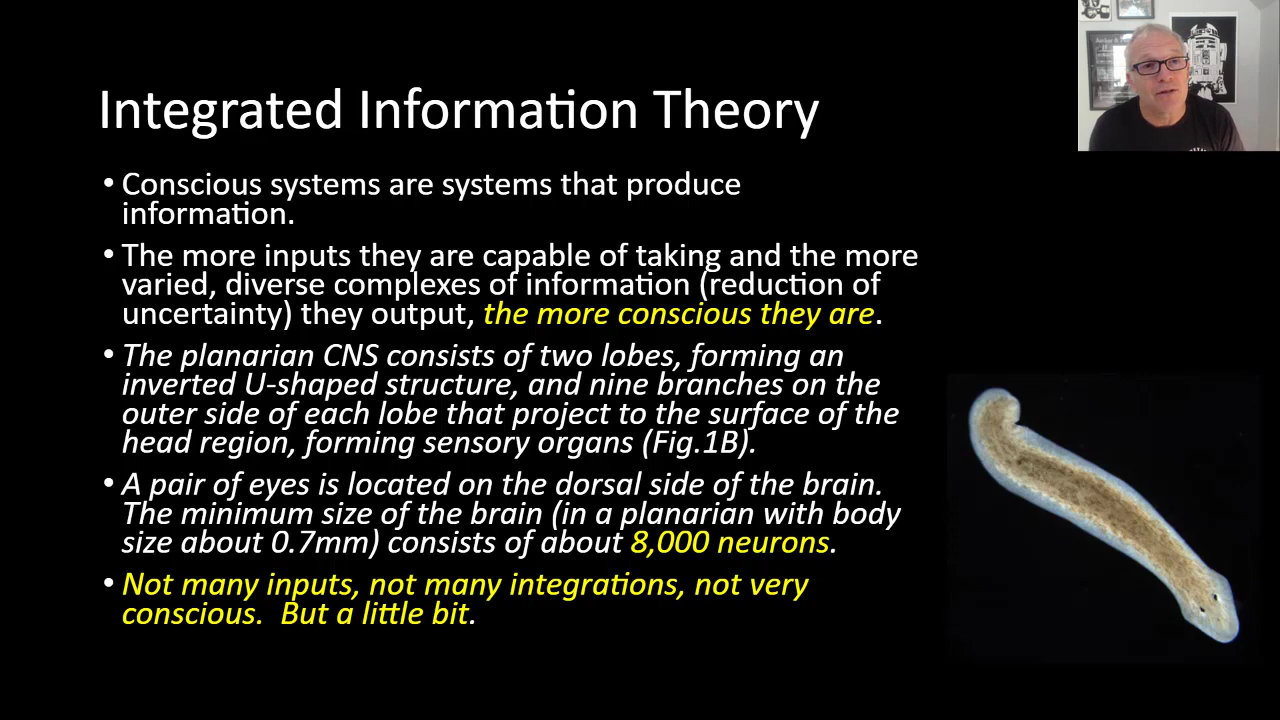 Integrated Information Theory
• Conscious systems are systems that produce
information.
• The more inputs they are capable of taking and the more
varied, diverse complexes of information (reduction of
uncertainty) they output, the more conscious they are.
• The planarian CNS consists of two lobes, forming an
inverted U-shaped structure, and nine branches on the
outer side of each lobe that project to the surface of the
head region, forming sensory organs (Fig.1B).
• A pair of eyes is located on the dorsal side of the brain.
The minimum size of the brain (in a planarian with body
size about 0.7mm) consists of about 8,000 neurons.
• Not many inputs, not many integrations, not very
conscious.  But a little bit.